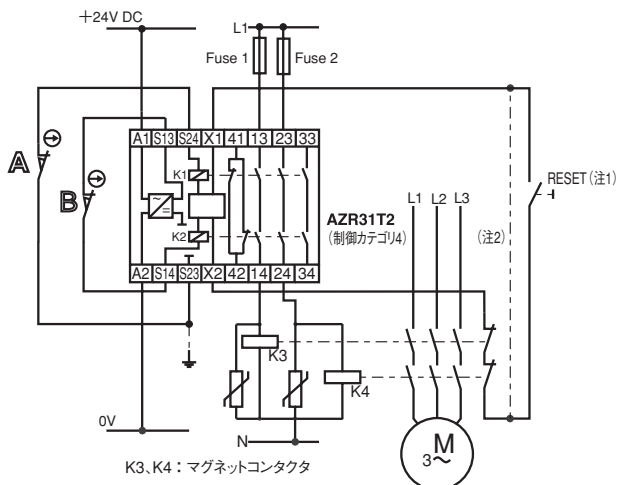 +24V DC
L1
Fuse 1
Fuse 2
A1 S13 S24 X1 41 13 23 33
A
B
K1
~
=
K2
AZR31T2
(制御カテゴリ4)
RESET (注1)
L1 L2 L3
(注2)
A2 S14 S23 X2 42 14 24 34
K3
K4
0V
N
M
3~
K3、K4：マグネットコンタクタ